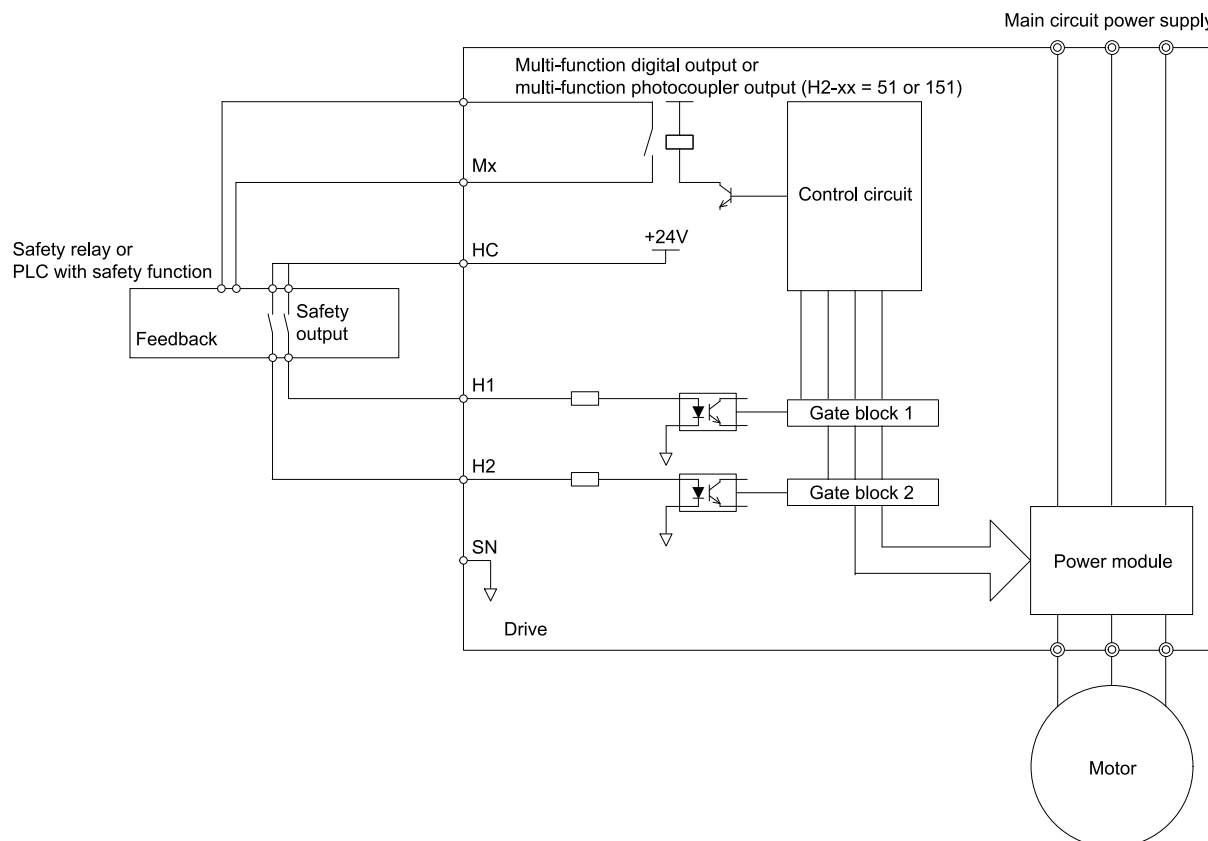 Main circuit power supply
Multi-function digital output or
multi-function photocoupler output (H2-xx = 51 or 151)
Mx
Control circuit
+24V
HC
Safety relay or
PLC with safety function
Safety
output
Feedback
H1
Gate block 1
H2
Gate block 2
SN
Power module
Drive
Motor